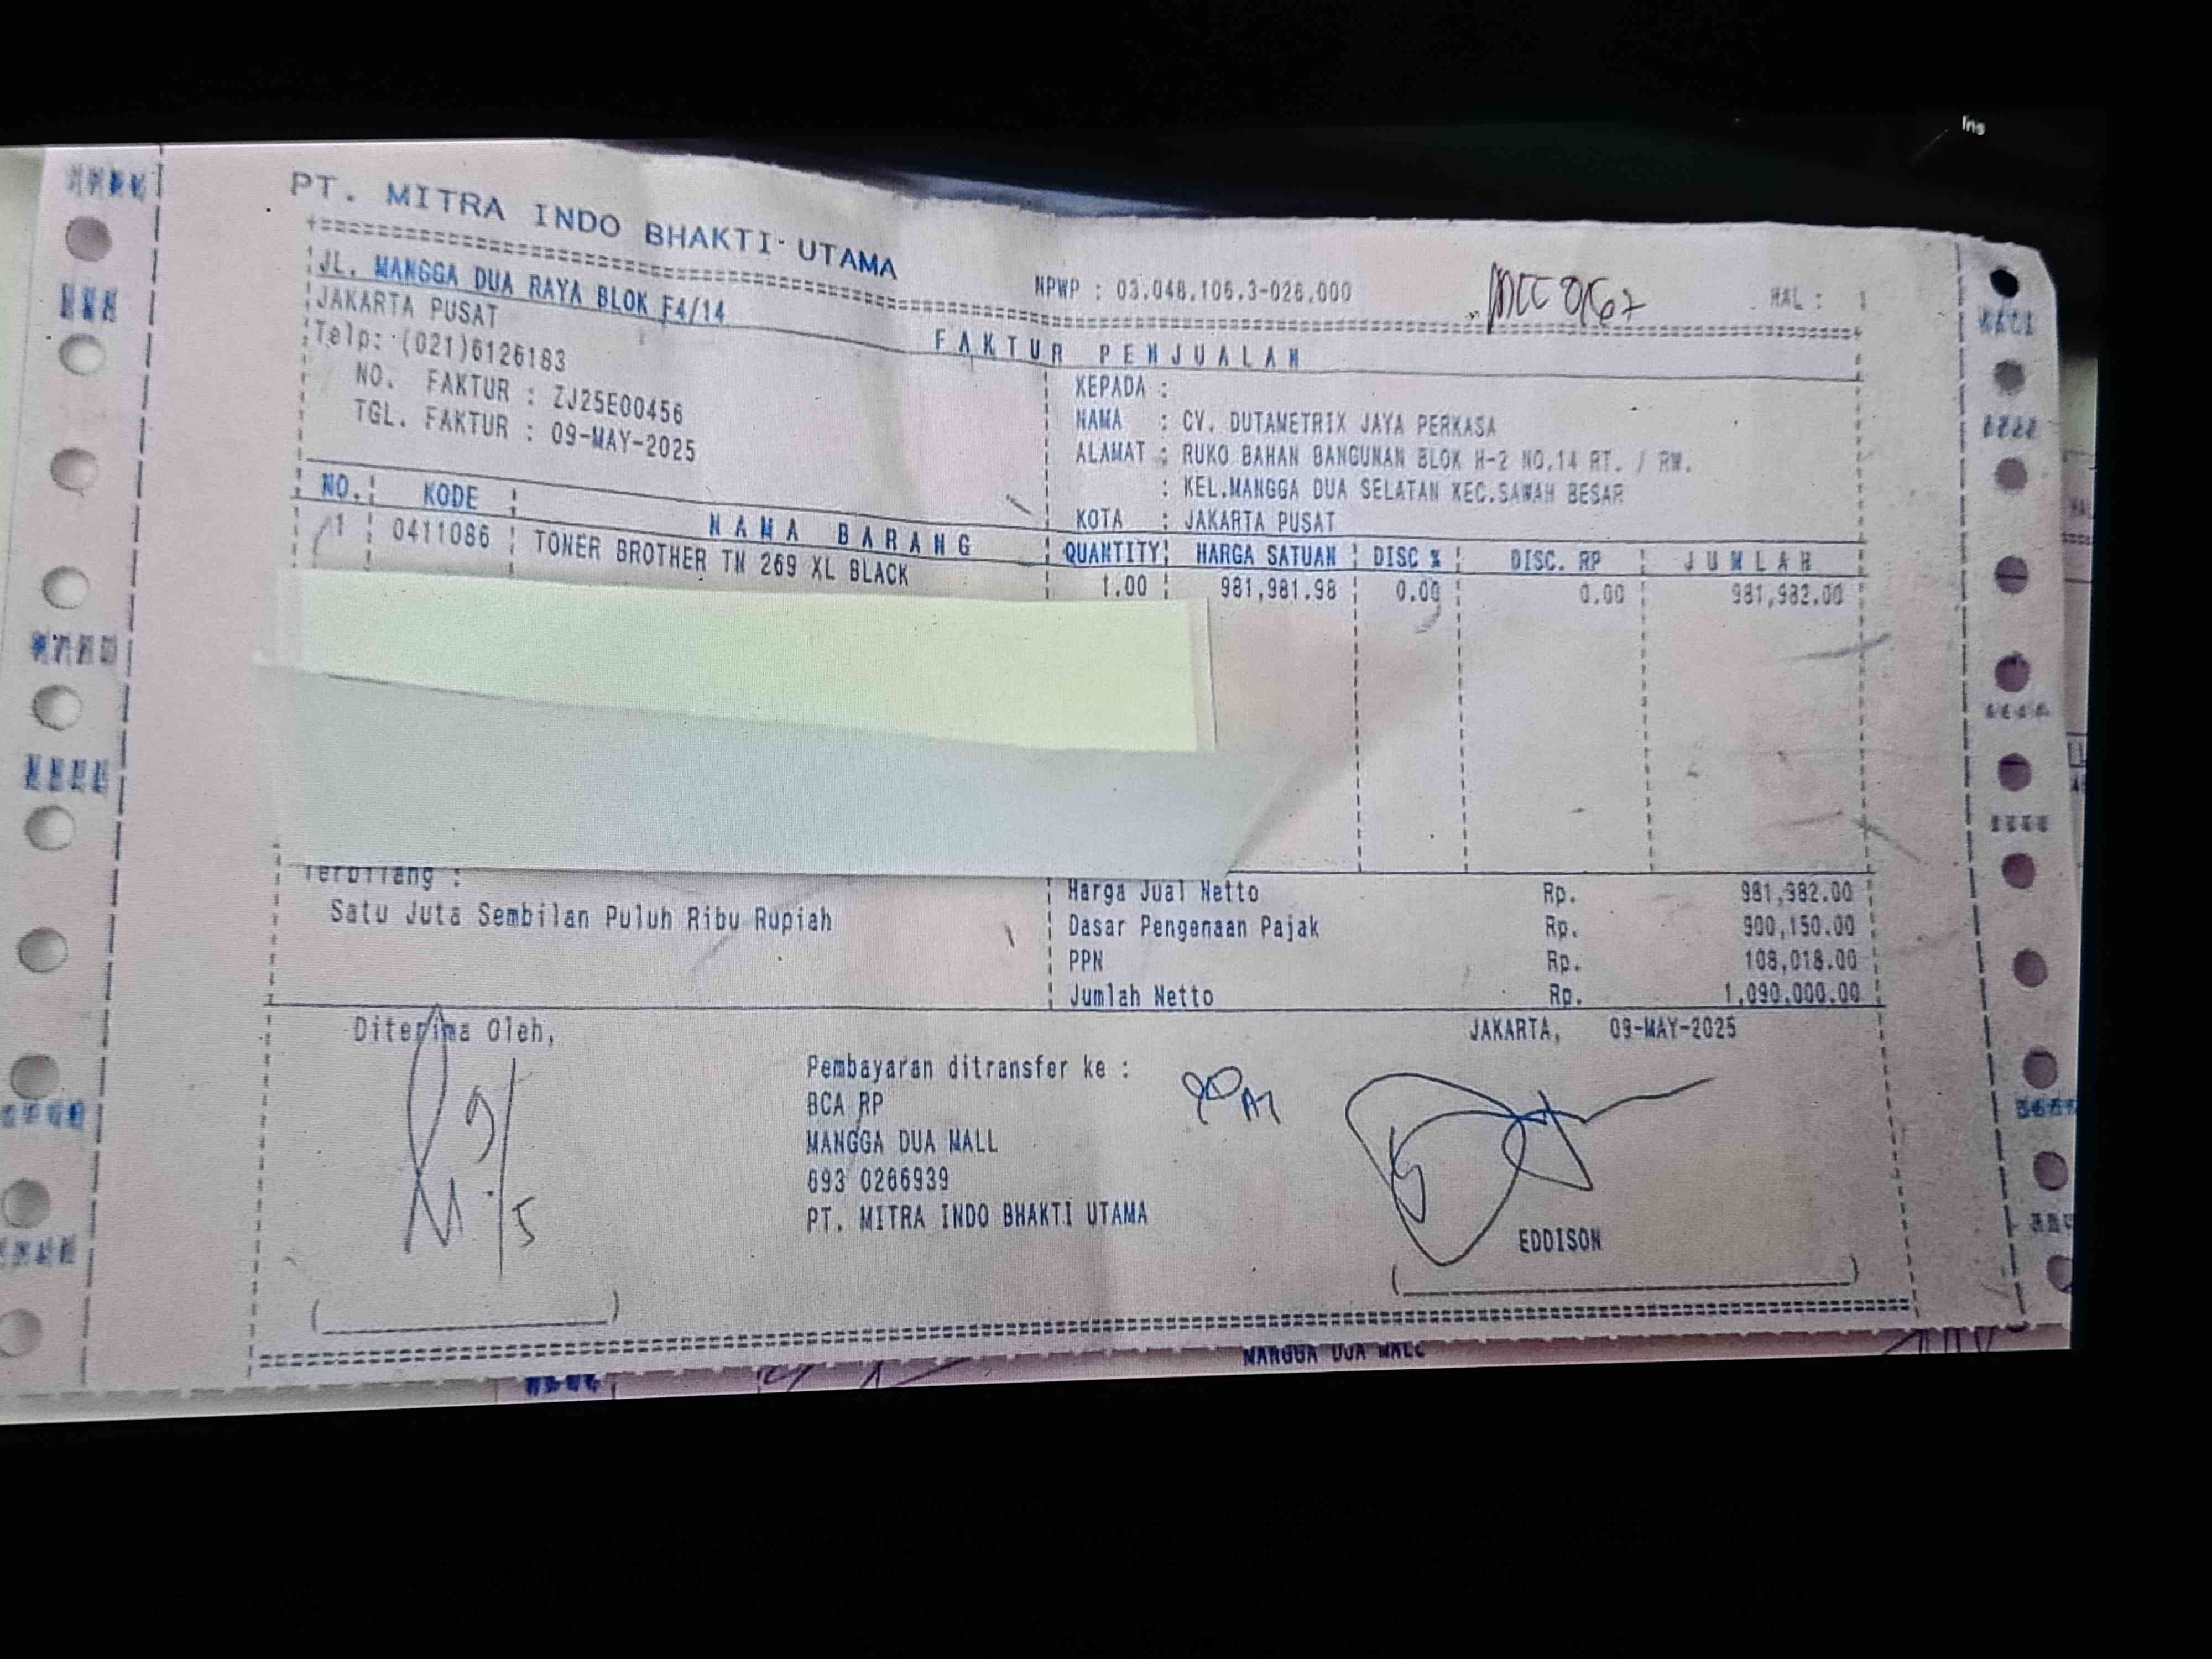 Ins
PT. MITRA INDO BHAKTI UTAMA
NPWP : 03.048.106.3-026.000
HAL : 1
JL. MANGGA DUA RAYA BLOK F4/14
JAKARTA PUSAT
Telp: (021)6126183
NO. FAKTUR : ZJ25E00456
TGL. FAKTUR : 09-MAY-2025
FAKTUR PENJUALAN
KEPADA :
NAMA : CV. DUTAMETRIX JAYA PERKASA
ALAMAT : RUKO BAHAN BANGUNAN BLOK H-2 NO.14 RT. / RW.
: KEL.MANGGA DUA SELATAN KEC.SAWAH BESAR
KOTA : JAKARTA PUSAT
NO. KODE NAMA BARANG QUANTITY HARGA SATUAN DISC % DISC. RP JUMLAH
1 0411086 TONER BROTHER TN 269 XL BLACK 1.00 981,981.98 0.00 0.00 981,982.00
Terbilang :
Satu Juta Sembilan Puluh Ribu Rupiah
Harga Jual Netto Rp. 981,982.00
Dasar Pengenaan Pajak Rp. 900,150.00
PPN Rp. 108,018.00
Jumlah Netto Rp. 1,090,000.00
Diterima Oleh,
JAKARTA, 09-MAY-2025
Pembayaran ditransfer ke :
BCA RP
MANGGA DUA MALL
693 0286939
PT. MITRA INDO BHAKTI UTAMA
EDDISON
MANGGA DUA MALL